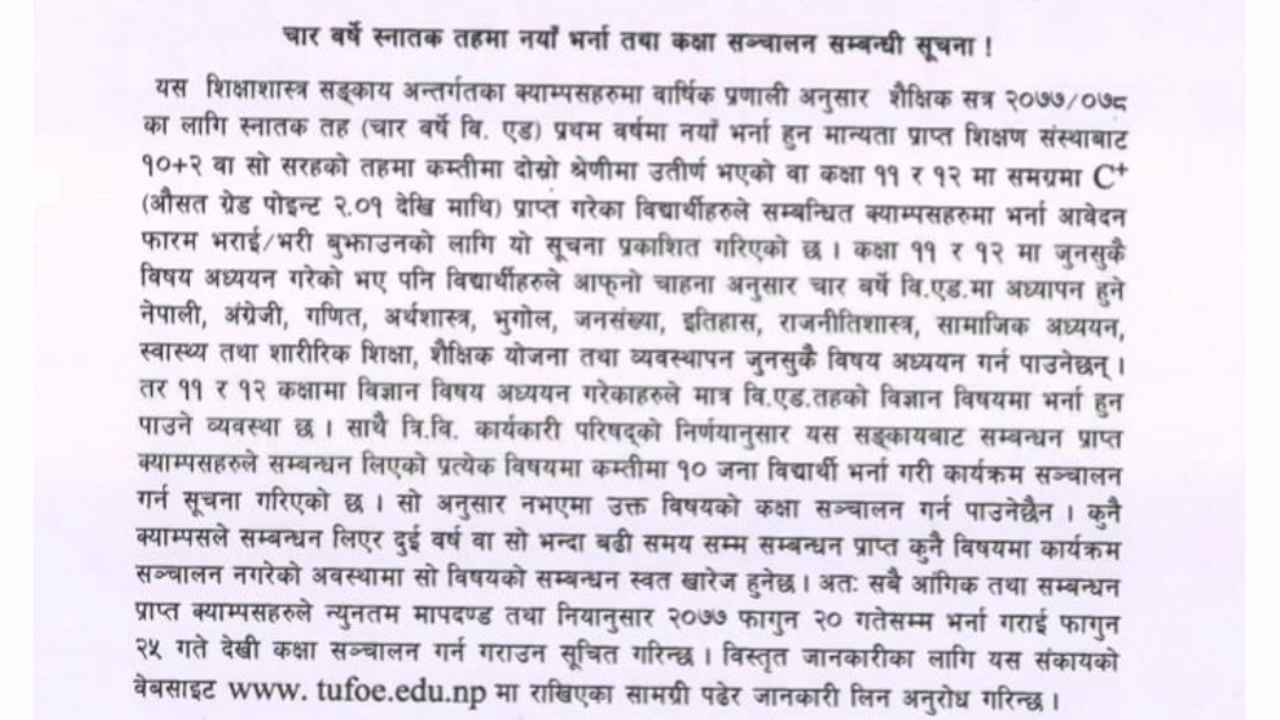 चार वर्षे स्नातक तहमा नयाँ भर्ना तथा कक्षा सञ्चालन सम्बन्धी सूचना !
यस शिक्षाशास्त्र सङ्काय अन्तर्गतका क्याम्पसहरुमा वार्षिक प्रणाली अनुसार शैक्षिक सत्र २०७७/०७८
का लागि स्नातक तह (चार वर्षे वि. एड) प्रथम वर्षमा नयाँ भर्ना हुन मान्यता प्राप्त शिक्षण संस्थाबाट
१०+२ वा सो सरहको तहमा कम्तीमा दोस्रो श्रेणीमा उतीर्ण भएको वा कक्षा ११ र १२ मा समग्रमा C⁺
(औसत ग्रेड पोइन्ट २.०१ देखि माथि) प्राप्त गरेका विद्यार्थीहरुले सम्बन्धित क्याम्पसहरुमा भर्ना आवेदन
फारम भराई/भरी बुझाउनको लागि यो सूचना प्रकाशित गरिएको छ । कक्षा ११ र १२ मा जुनसुकै
विषय अध्ययन गरेको भए पनि विद्यार्थीहरुले आफ्‌नो चाहना अनुसार चार वर्षे वि.एड.मा अध्यापन हुने
नेपाली, अंग्रेजी, गणित, अर्थशास्त्र, भुगोल, जनसंख्या, इतिहास, राजनीतिशास्त्र, सामाजिक अध्ययन,
स्वास्थ्य तथा शारीरिक शिक्षा, शैक्षिक योजना तथा व्यवस्थापन जुनसुकै विषय अध्ययन गर्न पाउनेछन् ।
तर ११ र १२ कक्षामा विज्ञान विषय अध्ययन गरेकाहरुले मात्र वि.एड.तहको विज्ञान विषयमा भर्ना हुन
पाउने व्यवस्था छ । साथै त्रि.वि. कार्यकारी परिषद्को निर्णयानुसार यस सङ्कायबाट सम्बन्धन प्राप्त
क्याम्पसहरुले सम्बन्धन लिएको प्रत्येक विषयमा कम्तीमा १० जना विद्यार्थी भर्ना गरी कार्यक्रम सञ्चालन
गर्न सूचना गरिएको छ । सो अनुसार नभएमा उक्त विषयको कक्षा सञ्चालन गर्न पाउनेछैन । कुनै
क्याम्पसले सम्बन्धन लिएर दुई वर्ष वा सो भन्दा बढी समय सम्म सम्बन्धन प्राप्त कुनै विषयमा कार्यक्रम
सञ्चालन नगरेको अवस्थामा सो विषयको सम्बन्धन स्वत खारेज हुनेछ । अतः सबै आंगिक तथा सम्बन्धन
प्राप्त क्याम्पसहरुले न्युनतम मापदण्ड तथा नियानुसार २०७७ फागुन २० गतेसम्म भर्ना गराई फागुन
२५ गते देखी कक्षा सञ्चालन गर्न गराउन सूचित गरिन्छ । विस्तृत जानकारीका लागि यस संकायको
वेबसाइट www. tufoe.edu.np मा राखिएका सामग्री पढेर जानकारी लिन अनुरोध गरिन्छ ।